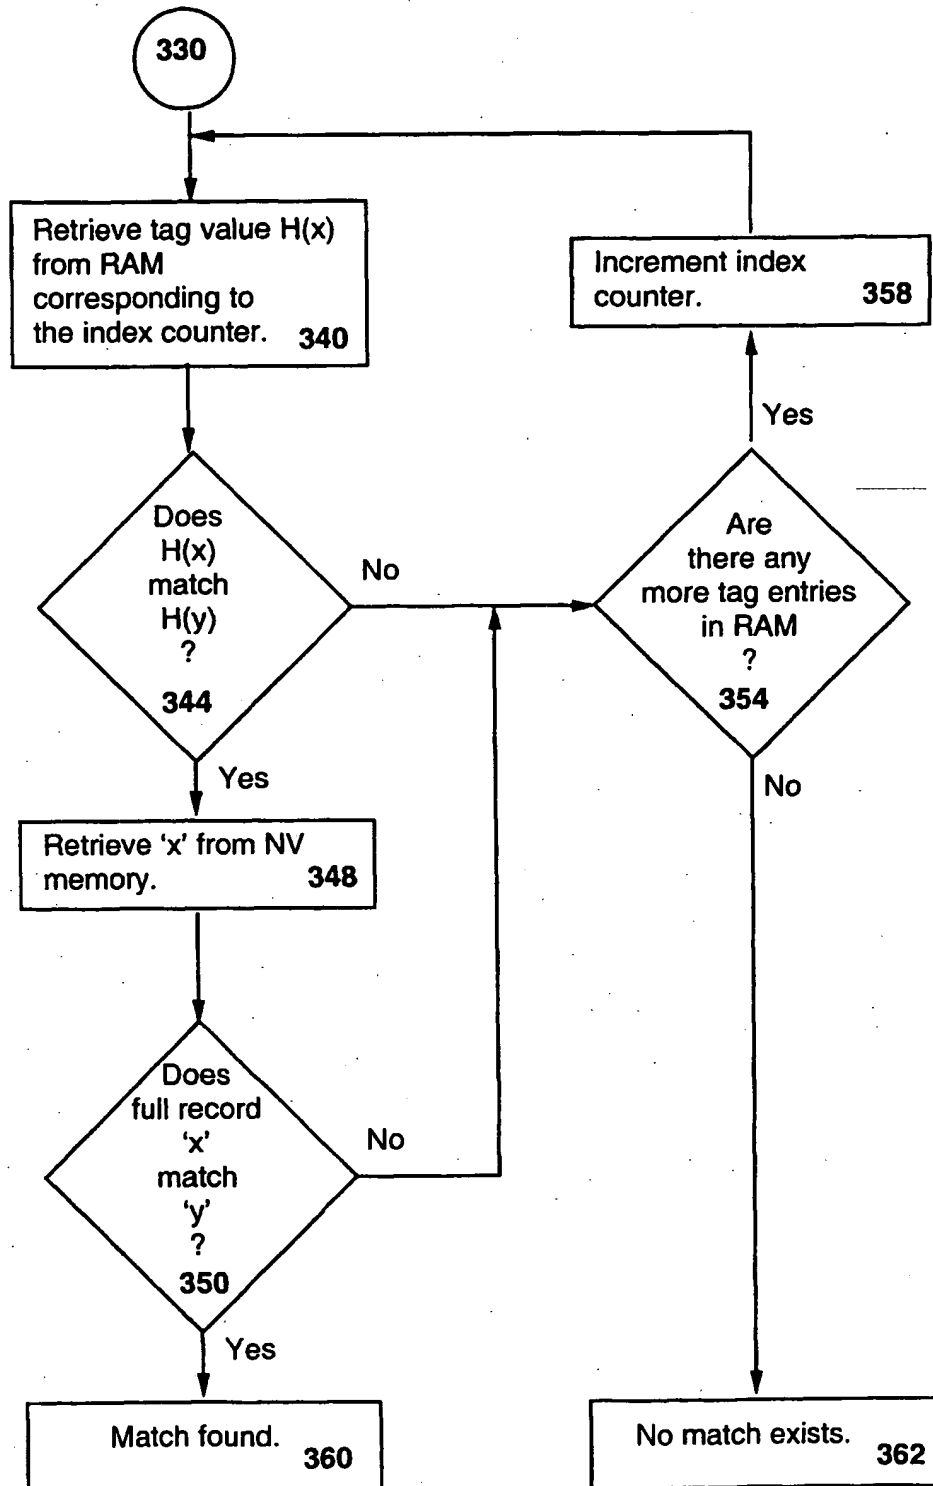 330
Retrieve tag value H(x)
from RAM
corresponding to
the index counter. 340
Increment index
counter. 358
Yes
Does
H(x)
match
H(y)
?
344
No
Are
there any
more tag entries
in RAM
?
354
Yes
No
Retrieve ‘x’ from NV
memory. 348
Does
full record
‘x’
match
‘y’
?
350
No
Yes
Match found.
360
No match exists.
362